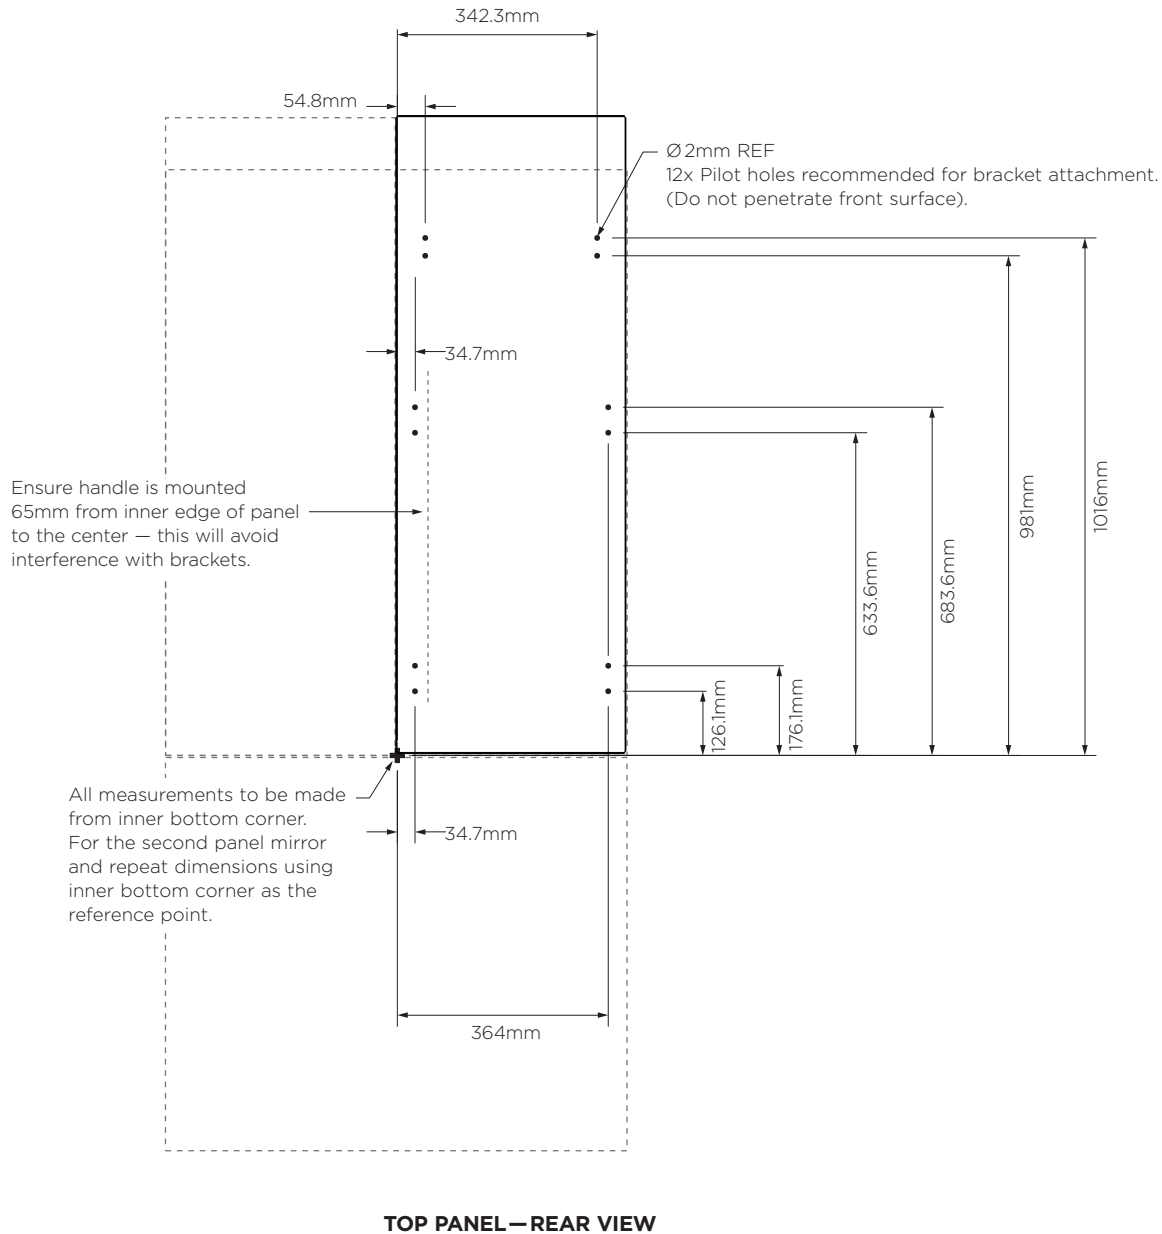 342.3mm
54.8mm
Ø2mm REF
12x Pilot holes recommended for bracket attachment.
(Do not penetrate front surface).
34.7mm
Ensure handle is mounted
65mm from inner edge of panel
to the center — this will avoid
interference with brackets.
1016mm
981mm
683.6mm
633.6mm
176.1mm
126.1mm
All measurements to be made
from inner bottom corner.
For the second panel mirror
and repeat dimensions using
inner bottom corner as the
reference point.
34.7mm
364mm
TOP PANEL—REAR VIEW